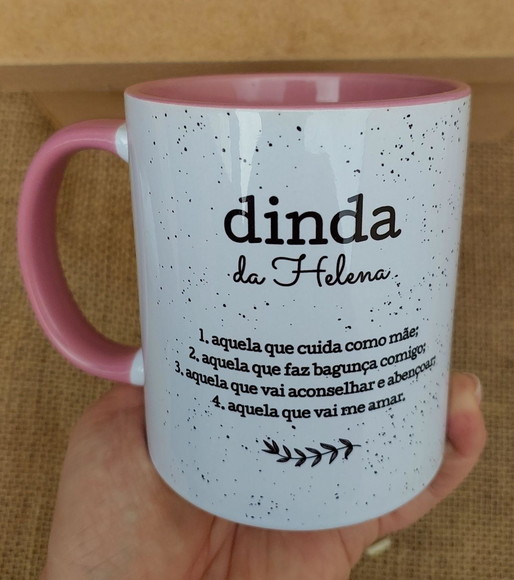 dinda
da Helena
1. aquela que cuida como mãe;
2. aquela que faz bagunça comigo;
3. aquela que vai aconselhar e abençoar;
4. aquela que vai me amar.